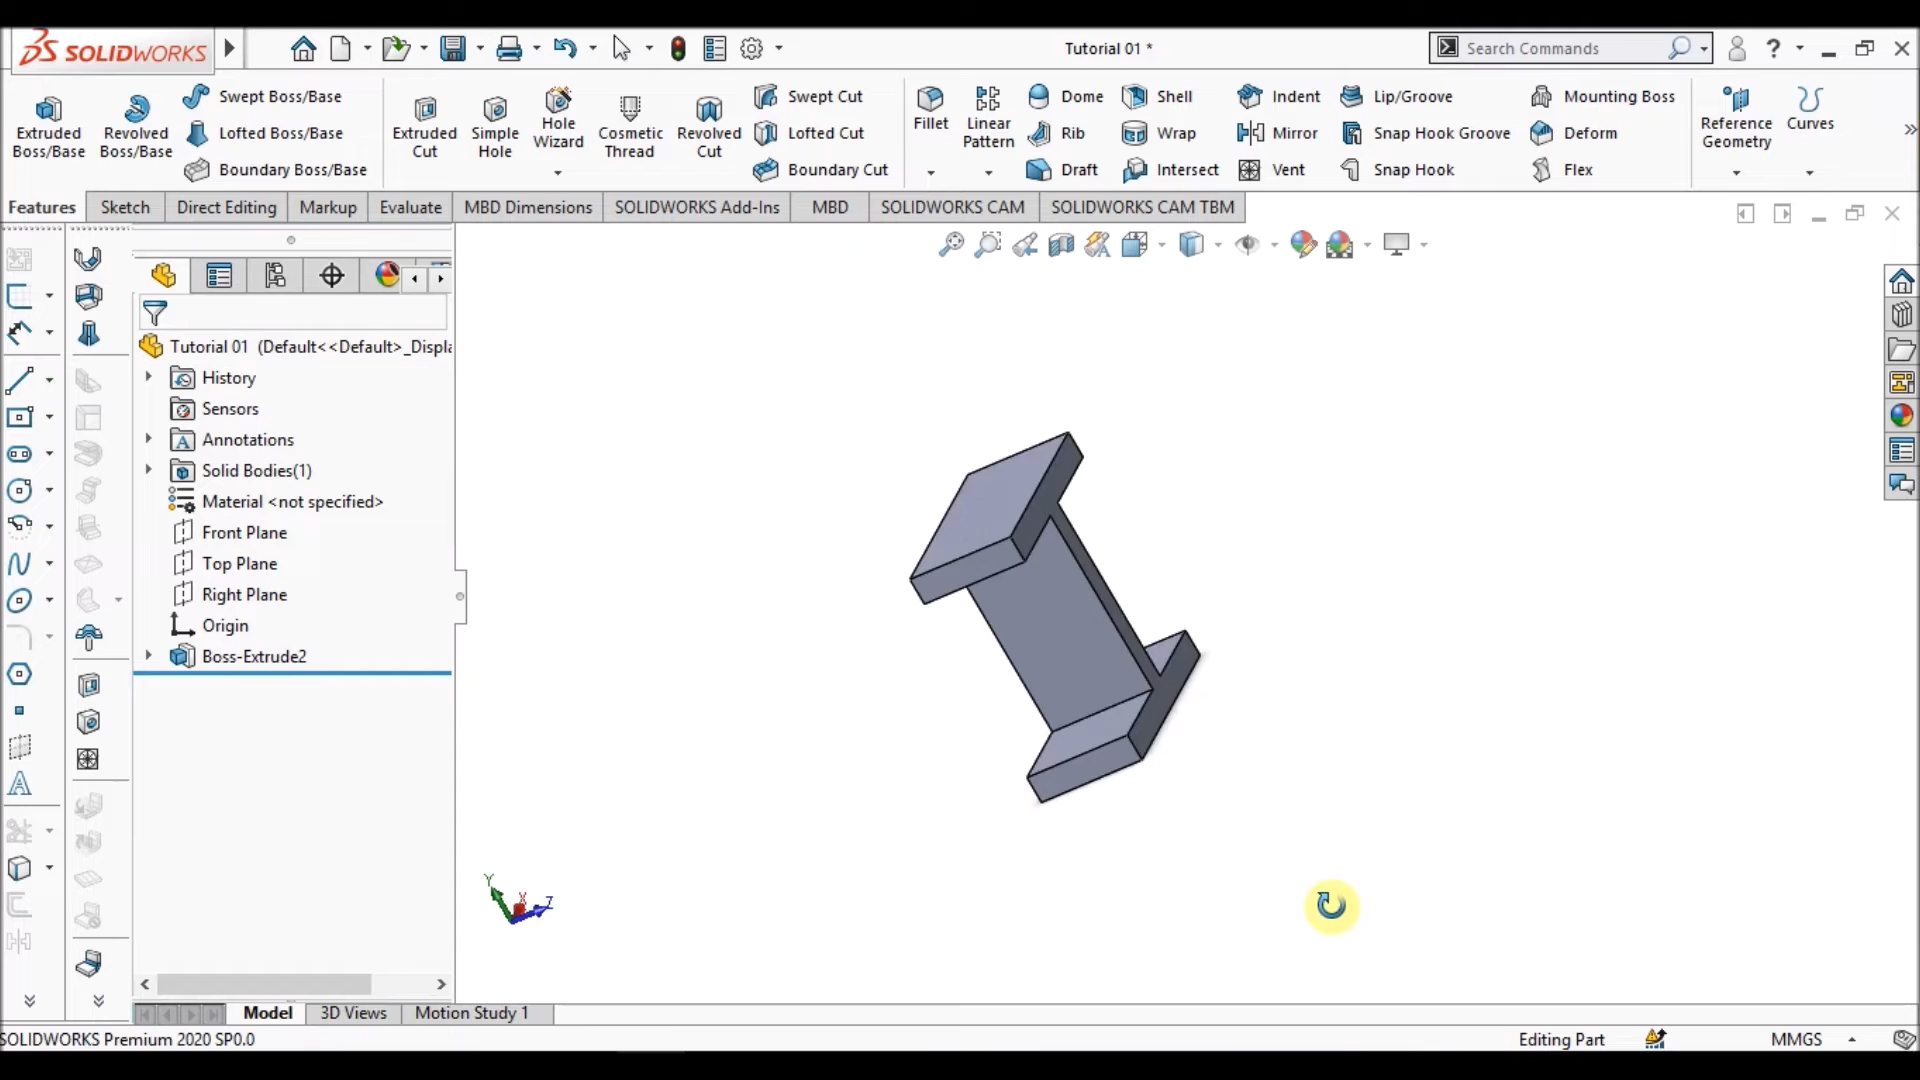 SOLIDWORKS
Tutorial 01 *
Search Commands
?
Extruded Boss/Base
Revolved Boss/Base
Swept Boss/Base
Lofted Boss/Base
Boundary Boss/Base
Extruded Cut
Simple Hole
Hole Wizard
Cosmetic Thread
Revolved Cut
Swept Cut
Lofted Cut
Boundary Cut
Fillet
Linear Pattern
Dome
Rib
Draft
Shell
Wrap
Intersect
Indent
Mirror
Vent
Lip/Groove
Snap Hook Groove
Snap Hook
Mounting Boss
Deform
Flex
Reference Geometry
Curves
Features
Sketch
Direct Editing
Markup
Evaluate
MBD Dimensions
SOLIDWORKS Add-Ins
MBD
SOLIDWORKS CAM
SOLIDWORKS CAM TBM
Tutorial 01 (Default<<Default>_Displa
History
Sensors
Annotations
Solid Bodies(1)
Material <not specified>
Front Plane
Top Plane
Right Plane
Origin
Boss-Extrude2
Y
X
Z
Model
3D Views
Motion Study 1
SOLIDWORKS Premium 2020 SP0.0
Editing Part
MMGS